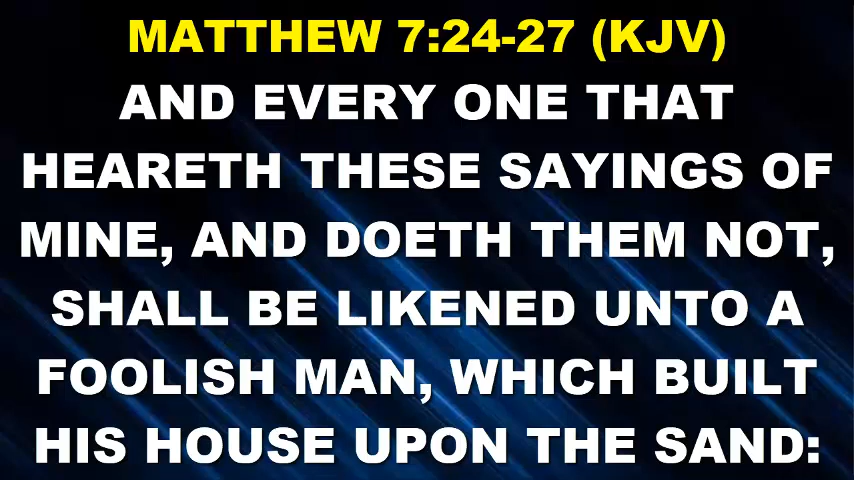 MATTHEW 7:24-27 (KJV)
AND EVERY ONE THAT
HEARETH THESE SAYINGS OF
MINE, AND DOETH THEM NOT,
SHALL BE LIKENED UNTO A
FOOLISH MAN, WHICH BUILT
HIS HOUSE UPON THE SAND: